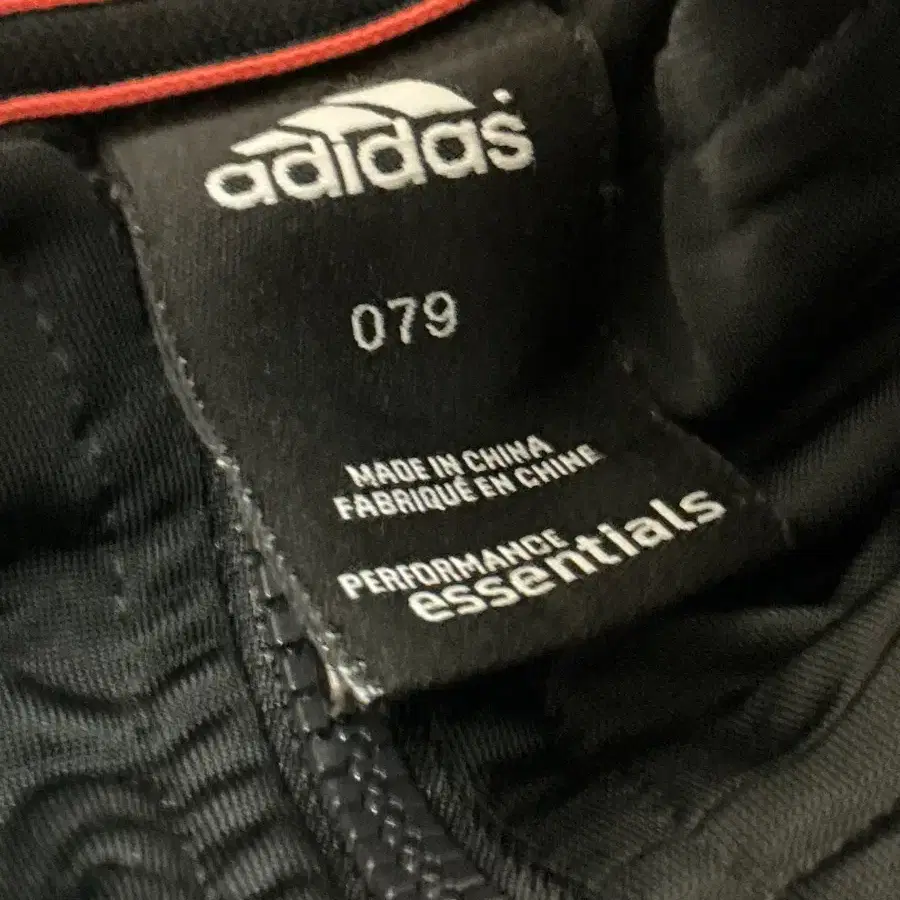 adidas
079
MADE IN CHINA
FABRIQUÉ EN CHINE
PERFORMANCE
essentials